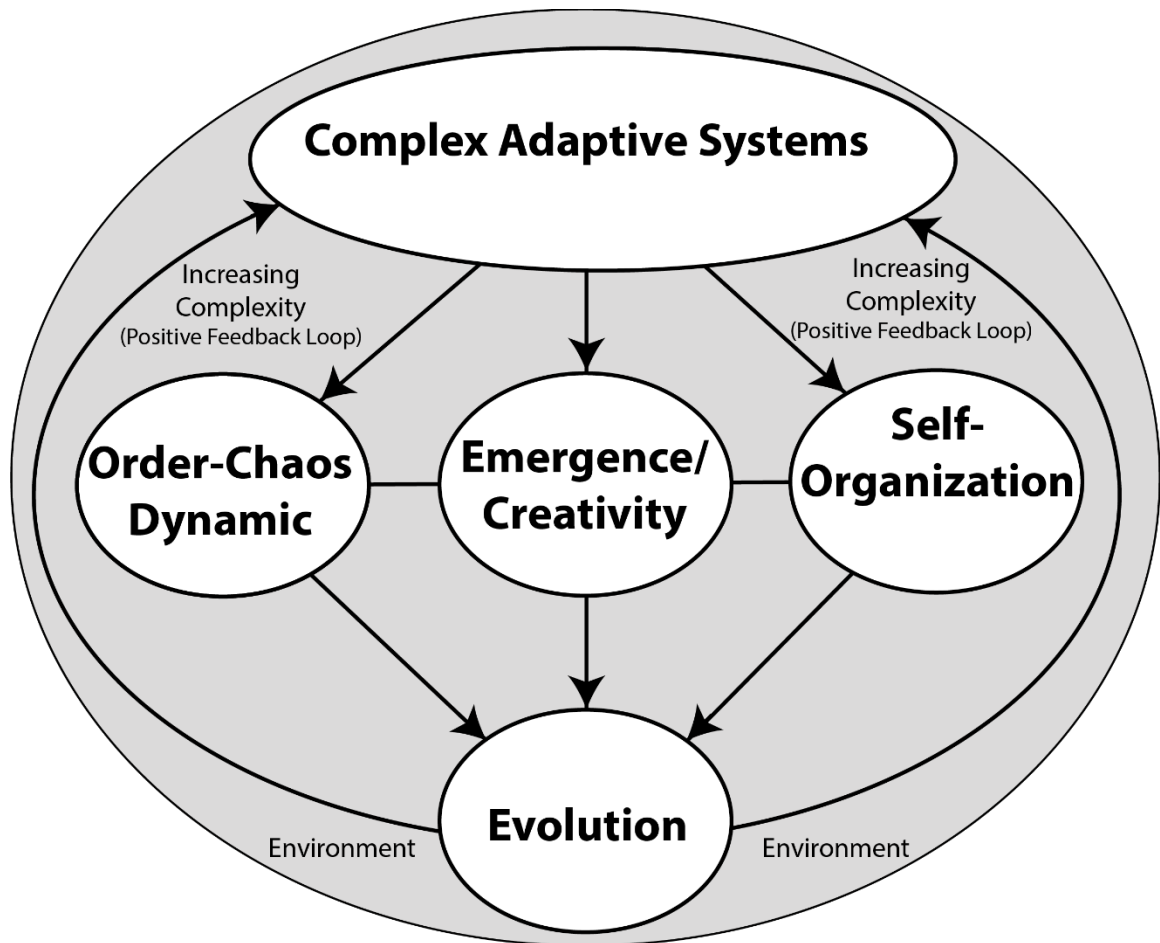 Complex Adaptive Systems
Increasing
Complexity
(Positive Feedback Loop)
Increasing
Complexity
(Positive Feedback Loop)
Order-Chaos
Dynamic
Emergence/
Creativity
Self-
Organization
Evolution
Environment
Environment